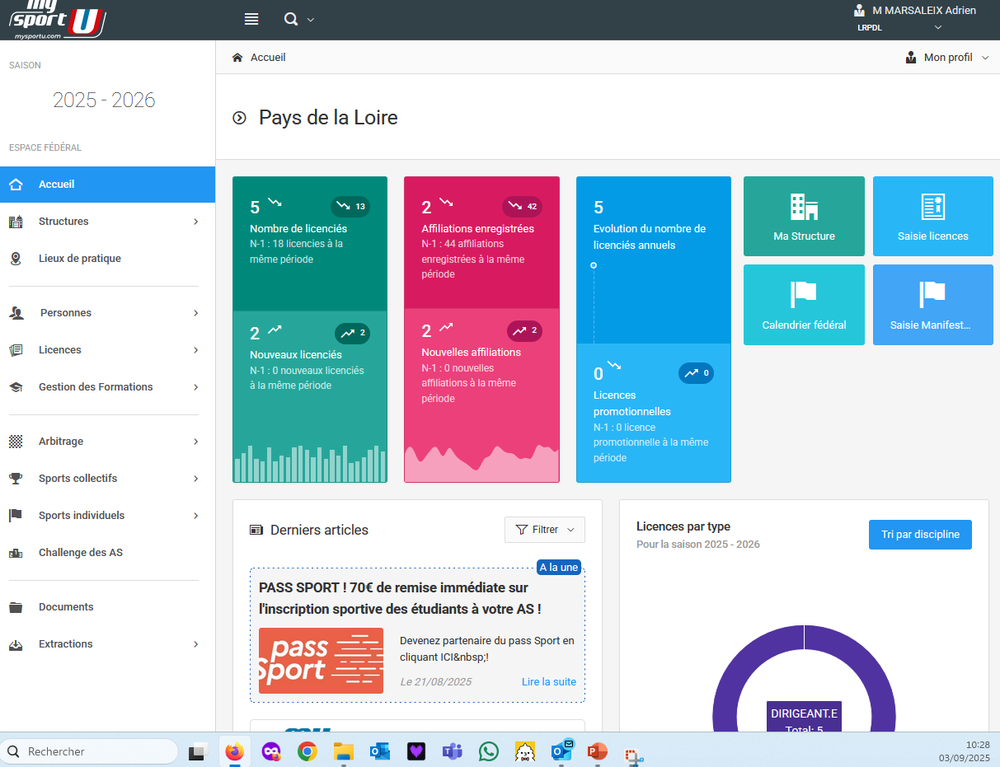 my
sport U
mysportu.com
M MARSALEIX Adrien
LRPDL
SAISON
2025 - 2026
ESPACE FÉDÉRAL
Accueil
Structures
Lieux de pratique
Personnes
Licences
Gestion des Formations
Arbitrage
Sports collectifs
Sports individuels
Challenge des AS
Documents
Extractions
Accueil
Mon profil
Pays de la Loire
5
13
Nombre de licenciés
N-1 : 18 licencies à la
même période
2
2
Nouveaux licenciés
N-1 : 0 nouveaux licenciés
à la même période
2
42
Affiliations enregistrées
N-1 : 44 affiliations
enregistrées à la même
période
2
2
Nouvelles affiliations
N-1 : 0 nouvelles
affiliations à la même
période
5
Evolution du nombre de
licenciés annuels
0
0
Licences
promotionnelles
N-1 : 0 licence
promotionnelle à la même
période
Ma Structure
Saisie licences
Calendrier fédéral
Saisie Manifest...
Derniers articles
Filtrer
A la une
PASS SPORT ! 70€ de remise immédiate sur
l'inscription sportive des étudiants à votre AS !
pass
Sport
Devenez partenaire du pass Sport en
cliquant ICI&nbsp;!
Le 21/08/2025
Lire la suite
Licences par type
Pour la saison 2025 - 2026
Tri par discipline
DIRIGEANT.E
Total: 5
Rechercher
10:28
03/09/2025